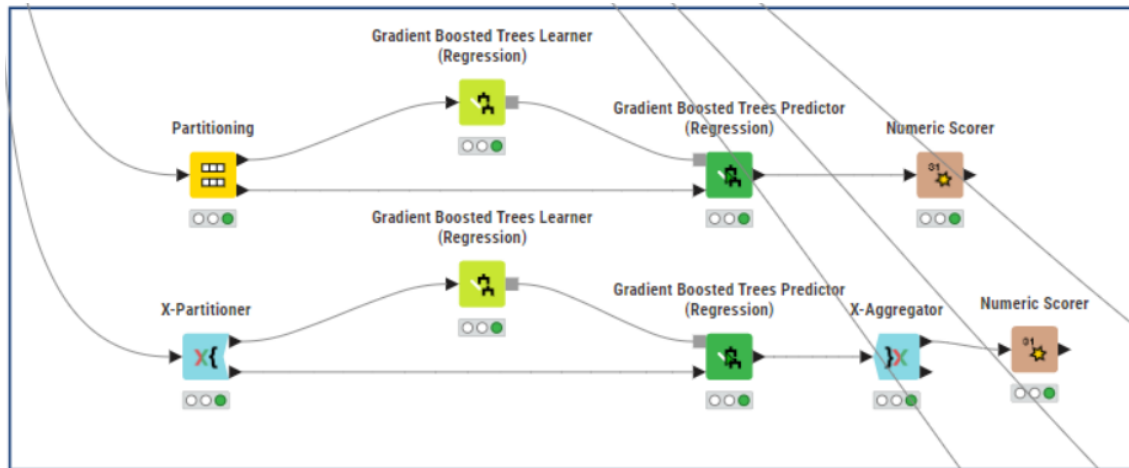 Gradient Boosted Trees Learner
(Regression)
Partitioning
Gradient Boosted Trees Predictor
(Regression)
Numeric Scorer
Gradient Boosted Trees Learner
(Regression)
X-Partitioner
Gradient Boosted Trees Predictor
(Regression)
X-Aggregator
Numeric Scorer